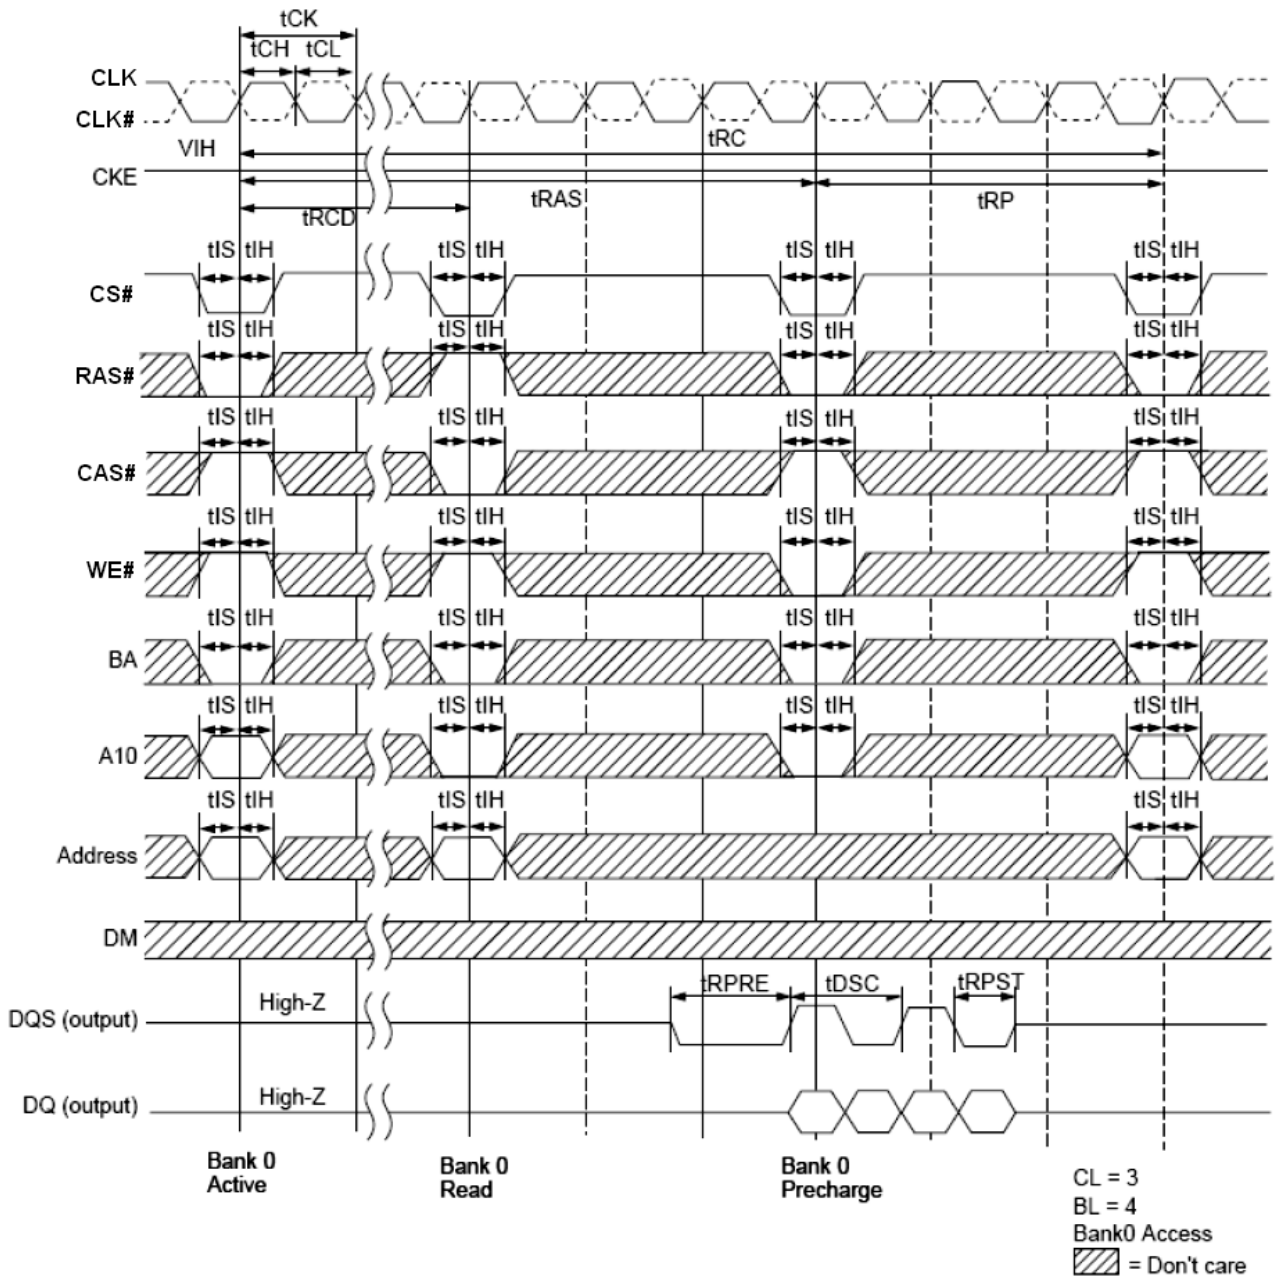 tCK
tCH tCL
CLK
CLK#
VIH
tRC
CKE
tRAS
tRP
tRCD
tIS tIH tIS tIH tIS tIH tIS tIH
CS#
tIS tIH tIS tIH tIS tIH tIS tIH
RAS#
tIS tIH tIS tIH tIS tIH tIS tIH
CAS#
tIS tIH tIS tIH tIS tIH tIS tIH
WE#
tIS tIH tIS tIH tIS tIH tIS tIH
BA
tIS tIH tIS tIH tIS tIH tIS tIH
A10
tIS tIH tIS tIH tIS tIH
Address
DM
tRPRE tDSC tRPST
High-Z
DQS (output)
High-Z
DQ (output)
Bank 0
Active
Bank 0
Read
Bank 0
Precharge
CL = 3
BL = 4
Bank0 Access
= Don't care